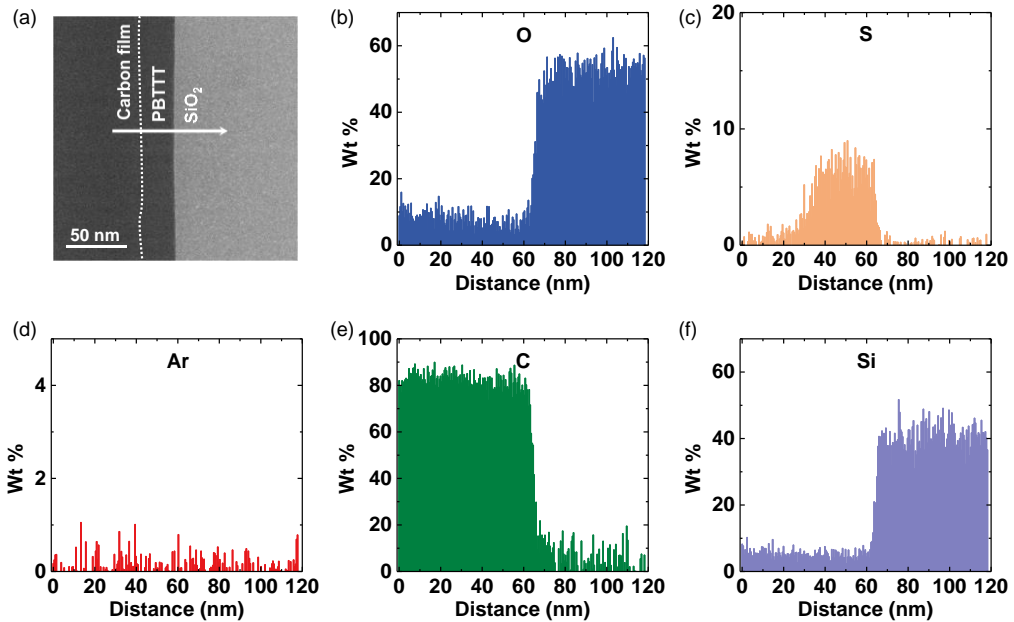 (a)
Carbon film
PBTTT
SiO₂
50 nm
(b)
O
Wt %
60
40
20
0
0 20 40 60 80 100 120
Distance (nm)
(c)
S
Wt %
20
10
0
0 20 40 60 80 100 120
Distance (nm)
(d)
Ar
Wt %
4
2
0
0 20 40 60 80 100 120
Distance (nm)
(e)
C
Wt %
100
80
60
40
20
0
0 20 40 60 80 100 120
Distance (nm)
(f)
Si
Wt %
60
40
20
0
0 20 40 60 80 100 120
Distance (nm)